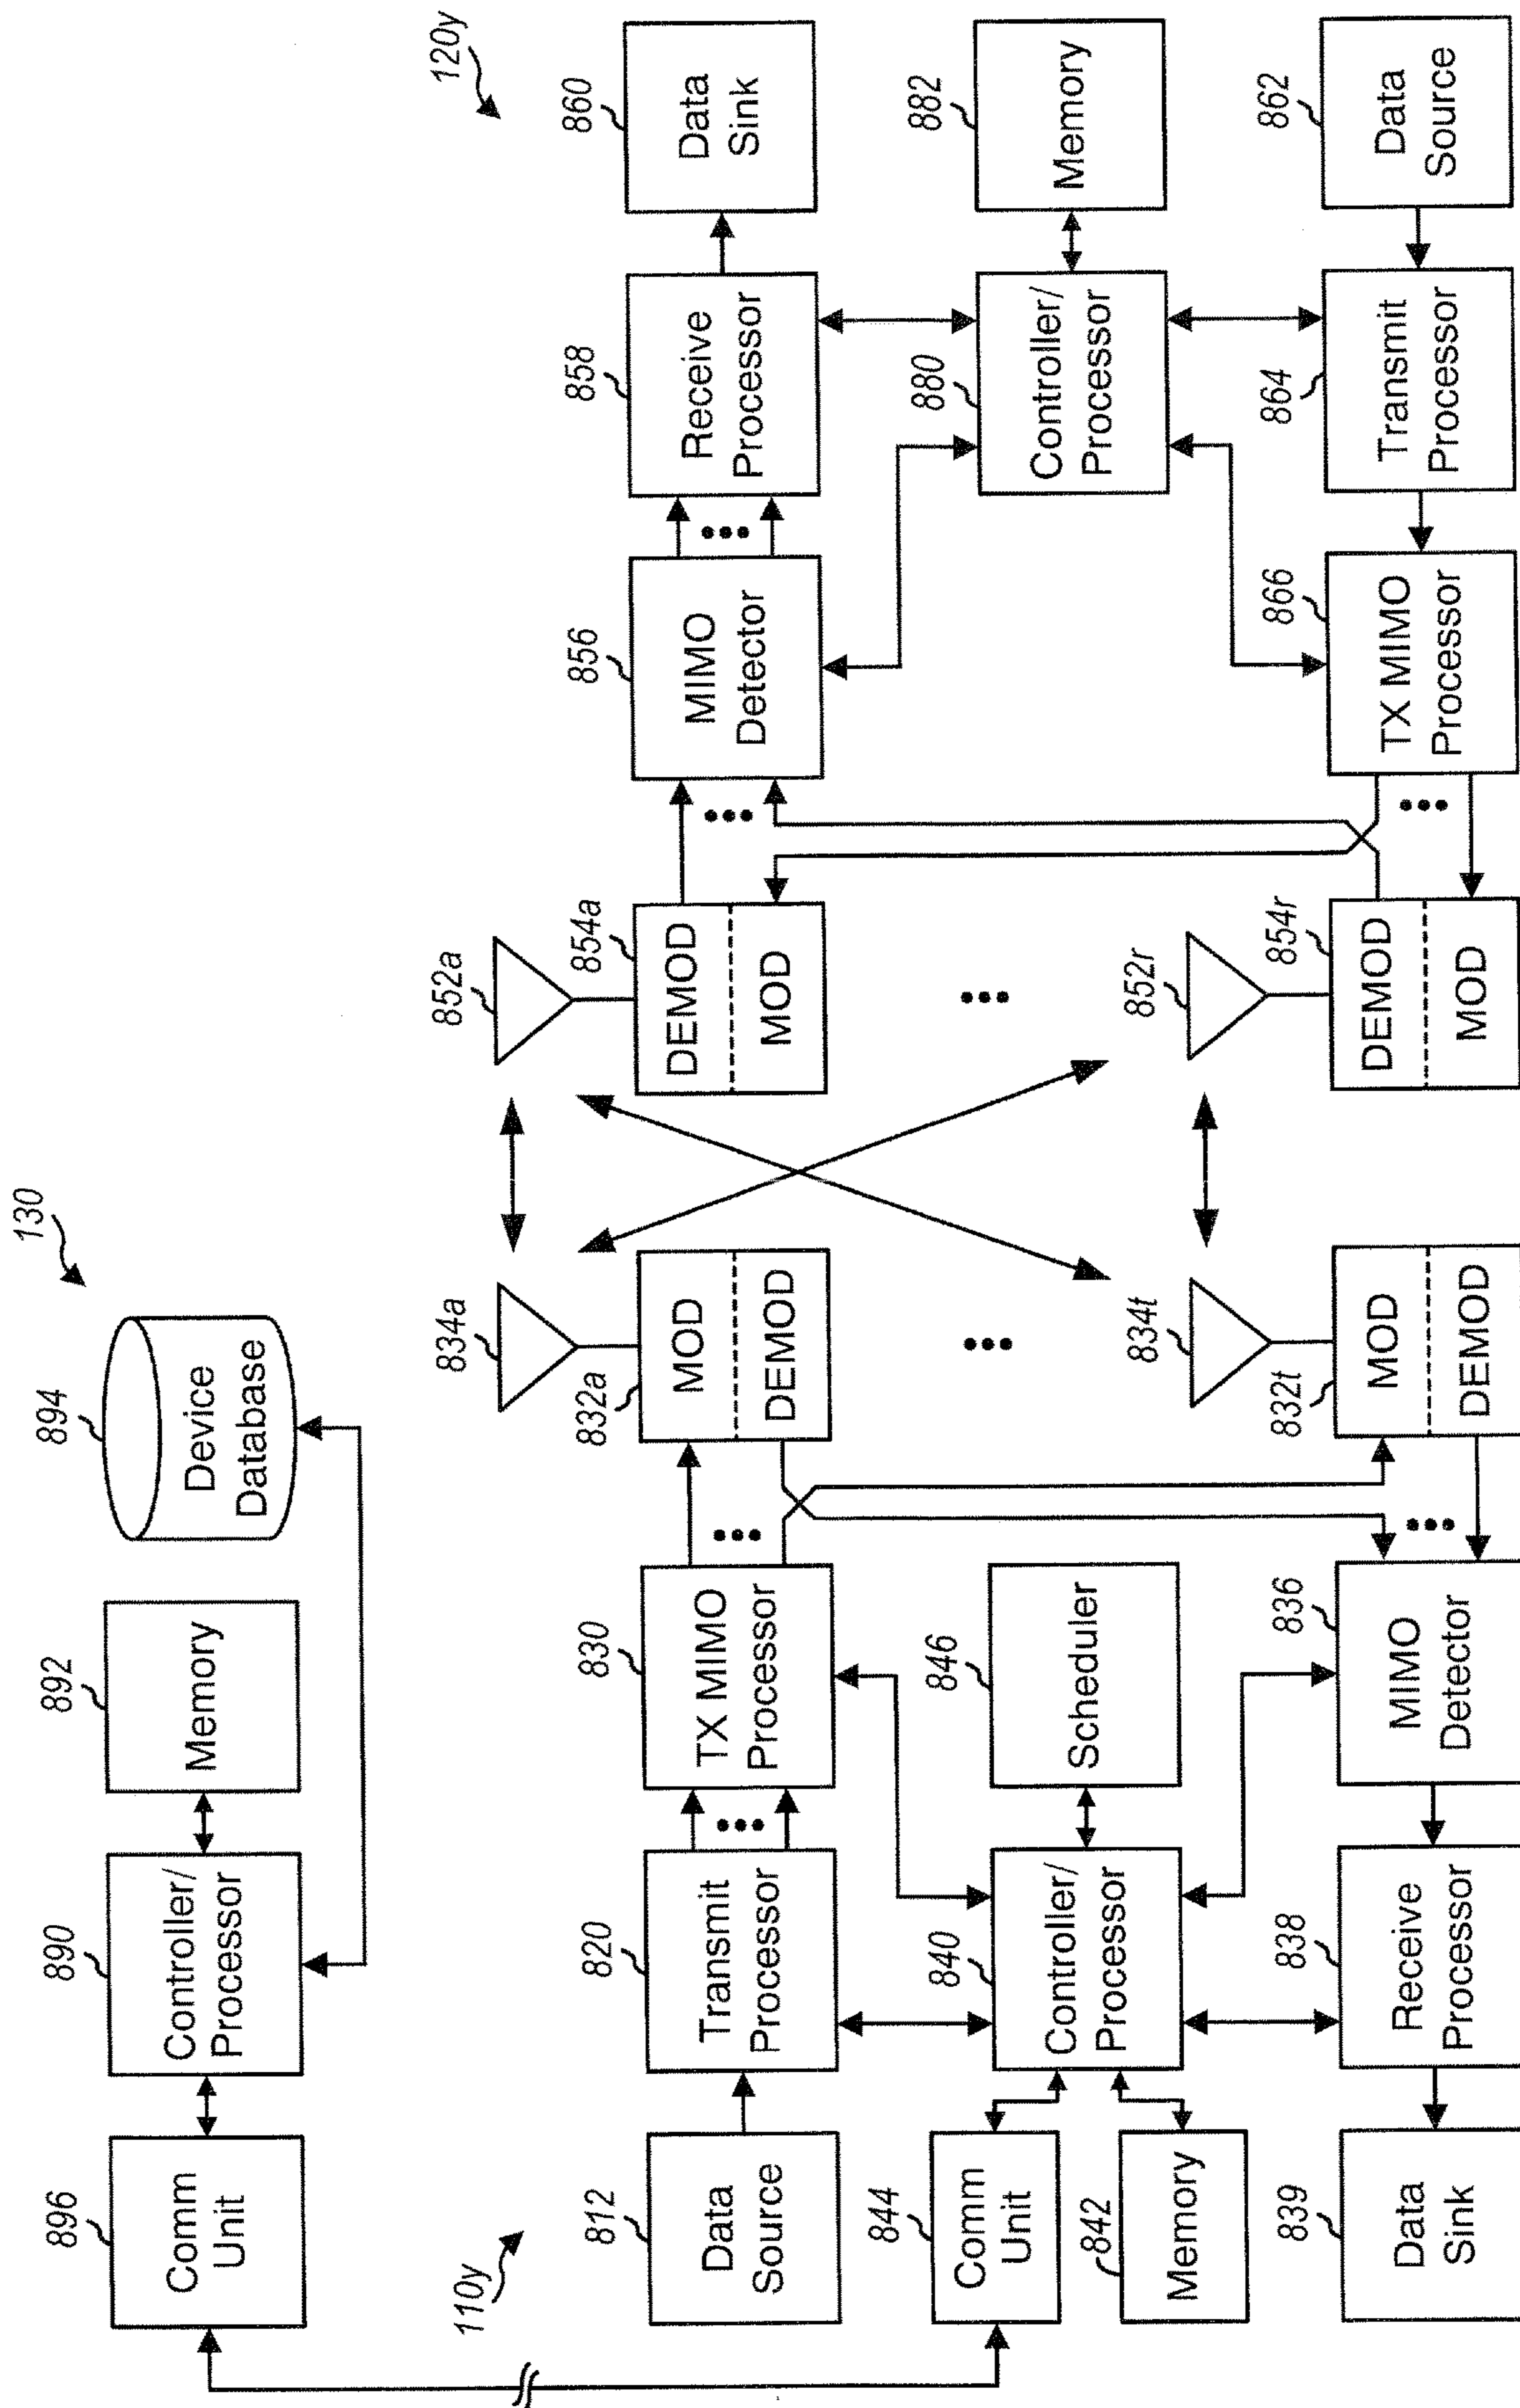 130
896
Comm
Unit
890
Controller/
Processor
892
Memory
894
Device
Database
110y
120y
812
Data
Source
820
Transmit
Processor
830
TX MIMO
Processor
832a
MOD
DEMOD
834a
852a
854a
DEMOD
MOD
856
MIMO
Detector
858
Receive
Processor
860
Data
Sink
844
Comm
Unit
842
Memory
840
Controller/
Processor
846
Scheduler
880
Controller/
Processor
882
Memory
839
Data
Sink
838
Receive
Processor
836
MIMO
Detector
832t
MOD
DEMOD
834t
852r
854r
DEMOD
MOD
866
TX MIMO
Processor
864
Transmit
Processor
862
Data
Source